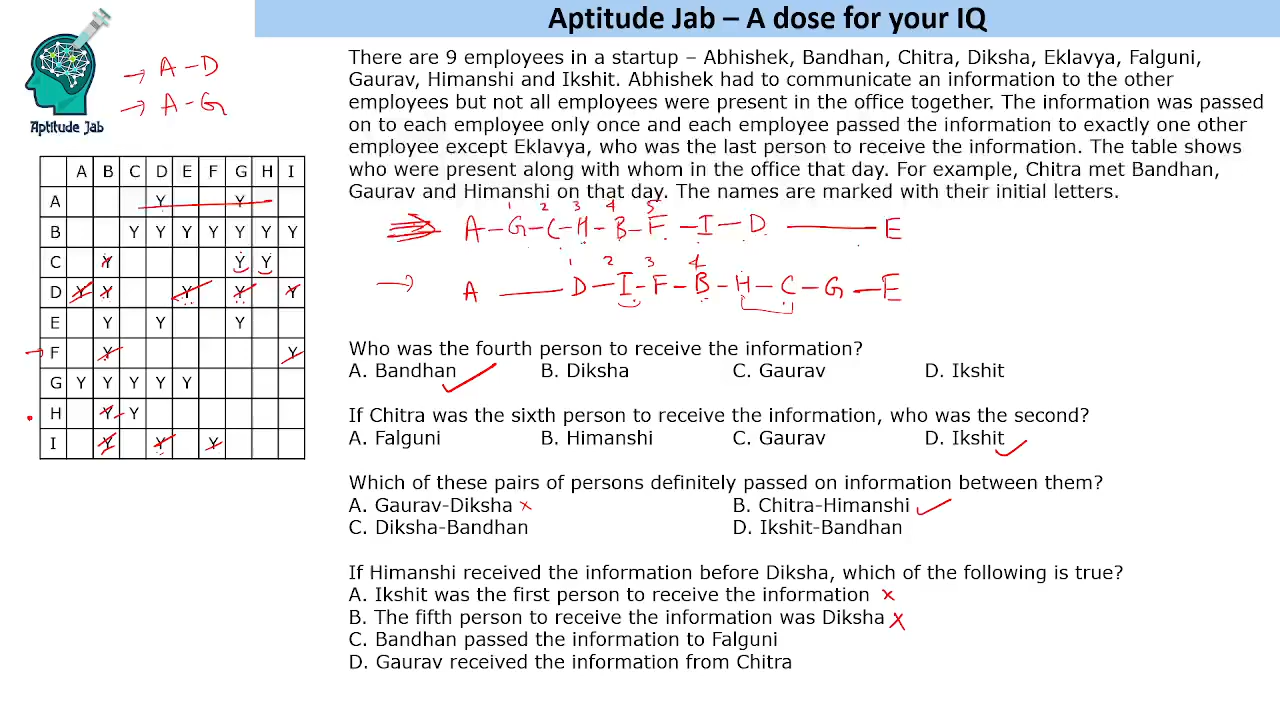 Aptitude Jab – A dose for your IQ
→ A - D
→ A - G
Aptitude Jab
There are 9 employees in a startup – Abhishek, Bandhan, Chitra, Diksha, Eklavya, Falguni,
Gaurav, Himanshi and Ikshit. Abhishek had to communicate an information to the other
employees but not all employees were present in the office together. The information was passed
on to each employee only once and each employee passed the information to exactly one other
employee except Eklavya, who was the last person to receive the information. The table shows
who were present along with whom in the office that day. For example, Chitra met Bandhan,
Gaurav and Himanshi on that day. The names are marked with their initial letters.
A B C D E F G H I
A Y Y
B Y Y Y Y Y Y Y
C Y Y Y
D Y Y Y Y Y
E Y Y Y
F Y Y
G Y Y Y Y Y
H Y Y
I Y Y Y
1 2 3 4 5
A - G - C - H - B - F - I - D - E
1 2 3 4
→ A - D - I - F - B - H - C - G - E
Who was the fourth person to receive the information?
A. Bandhan B. Diksha C. Gaurav D. Ikshit
If Chitra was the sixth person to receive the information, who was the second?
A. Falguni B. Himanshi C. Gaurav D. Ikshit
Which of these pairs of persons definitely passed on information between them?
A. Gaurav-Diksha B. Chitra-Himanshi
C. Diksha-Bandhan D. Ikshit-Bandhan
If Himanshi received the information before Diksha, which of the following is true?
A. Ikshit was the first person to receive the information
B. The fifth person to receive the information was Diksha
C. Bandhan passed the information to Falguni
D. Gaurav received the information from Chitra